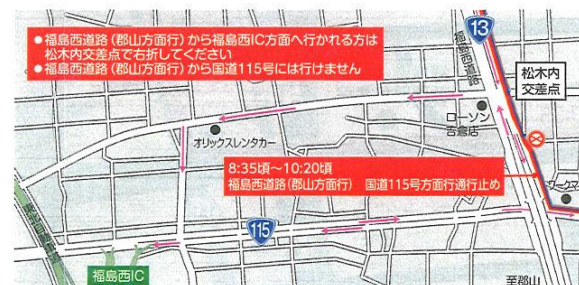 ● 福島西道路(郡山方面行)から福島西IC方面へ行かれる方は
松木内交差点で右折してください
● 福島西道路(郡山方面行)から国道115号には行けません
13
福島西道路
松木内
交差点
ローソン
吉倉店
オリックスレンタカー
8:35頃〜10:20頃
福島西道路(郡山方面行) 国道115号方面行通行止め
ワークマン
115
福島西IC
至郡山